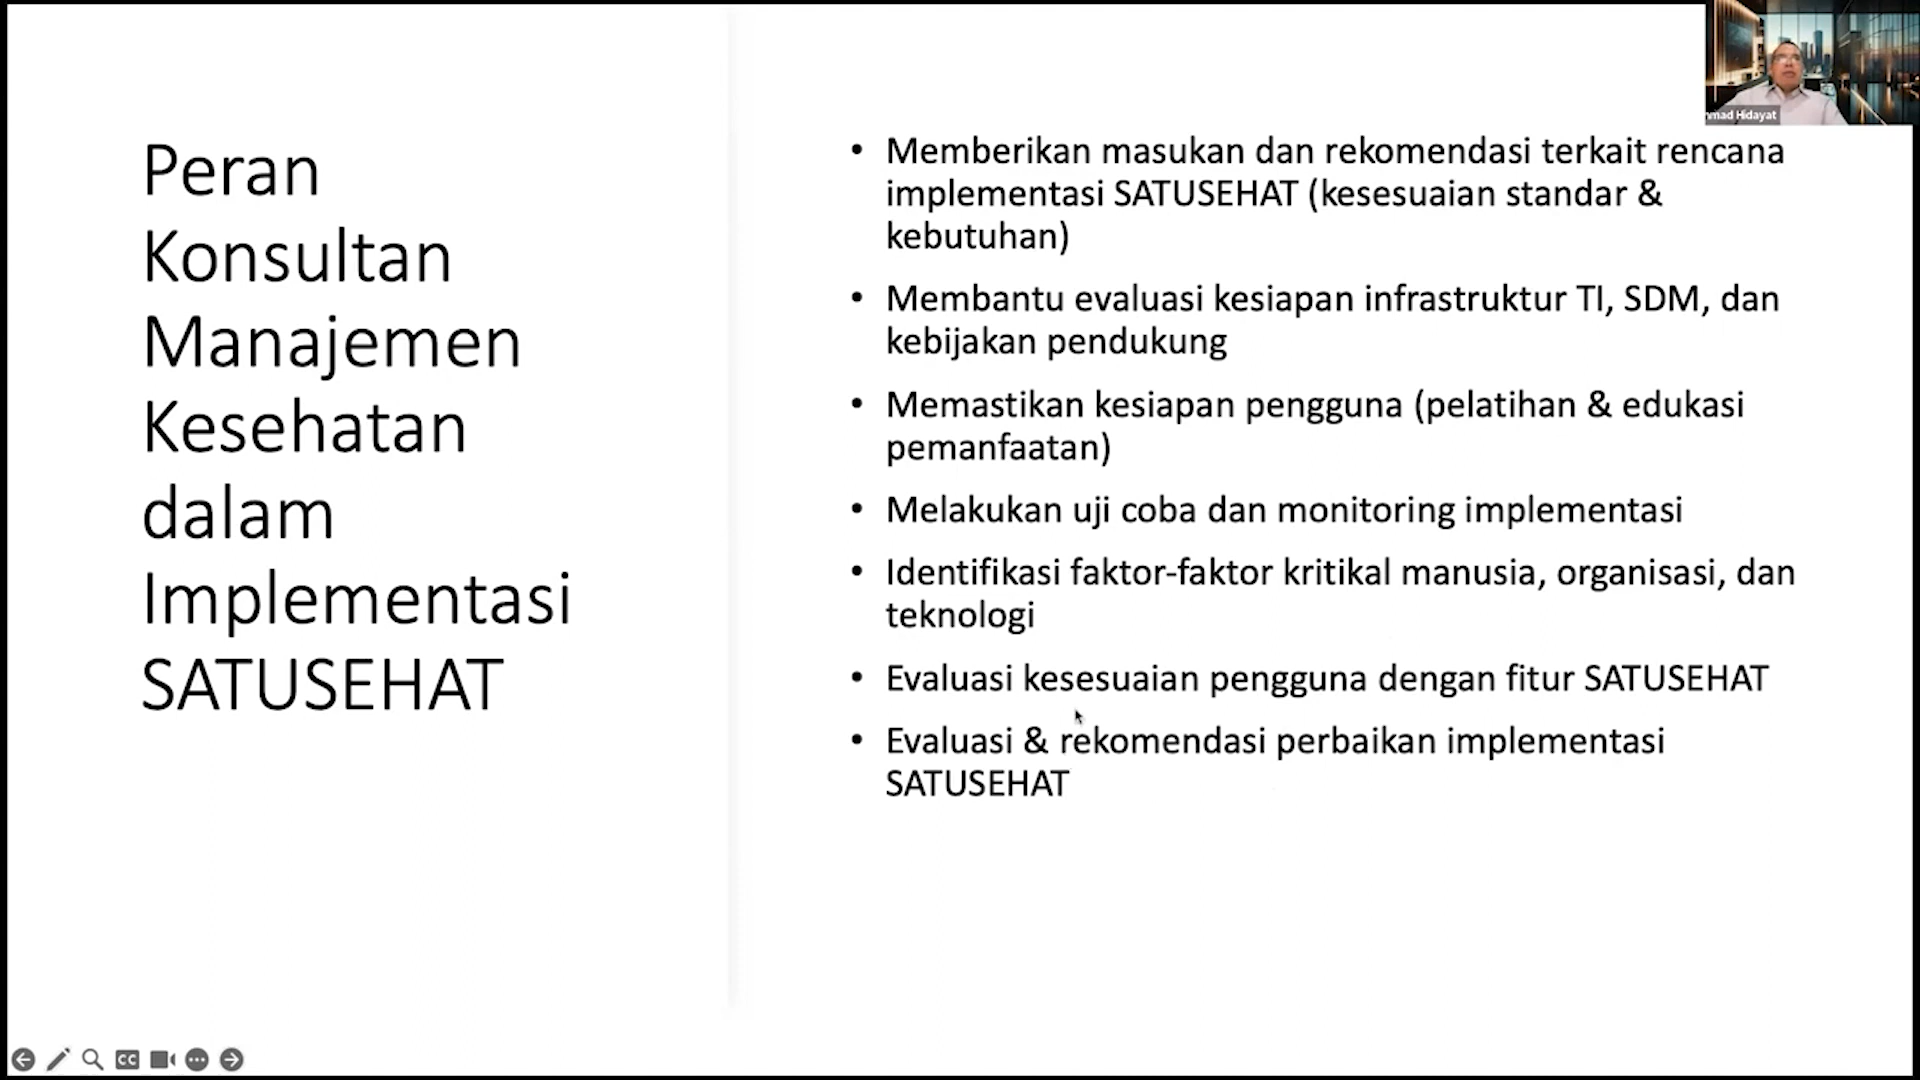 Peran
Konsultan
Manajemen
Kesehatan
dalam
Implementasi
SATUSEHAT
• Memberikan masukan dan rekomendasi terkait rencana
implementasi SATUSEHAT (kesesuaian standar &
kebutuhan)
• Membantu evaluasi kesiapan infrastruktur TI, SDM, dan
kebijakan pendukung
• Memastikan kesiapan pengguna (pelatihan & edukasi
pemanfaatan)
• Melakukan uji coba dan monitoring implementasi
• Identifikasi faktor-faktor kritikal manusia, organisasi, dan
teknologi
• Evaluasi kesesuaian pengguna dengan fitur SATUSEHAT
• Evaluasi & rekomendasi perbaikan implementasi
SATUSEHAT
Hidayat
CC